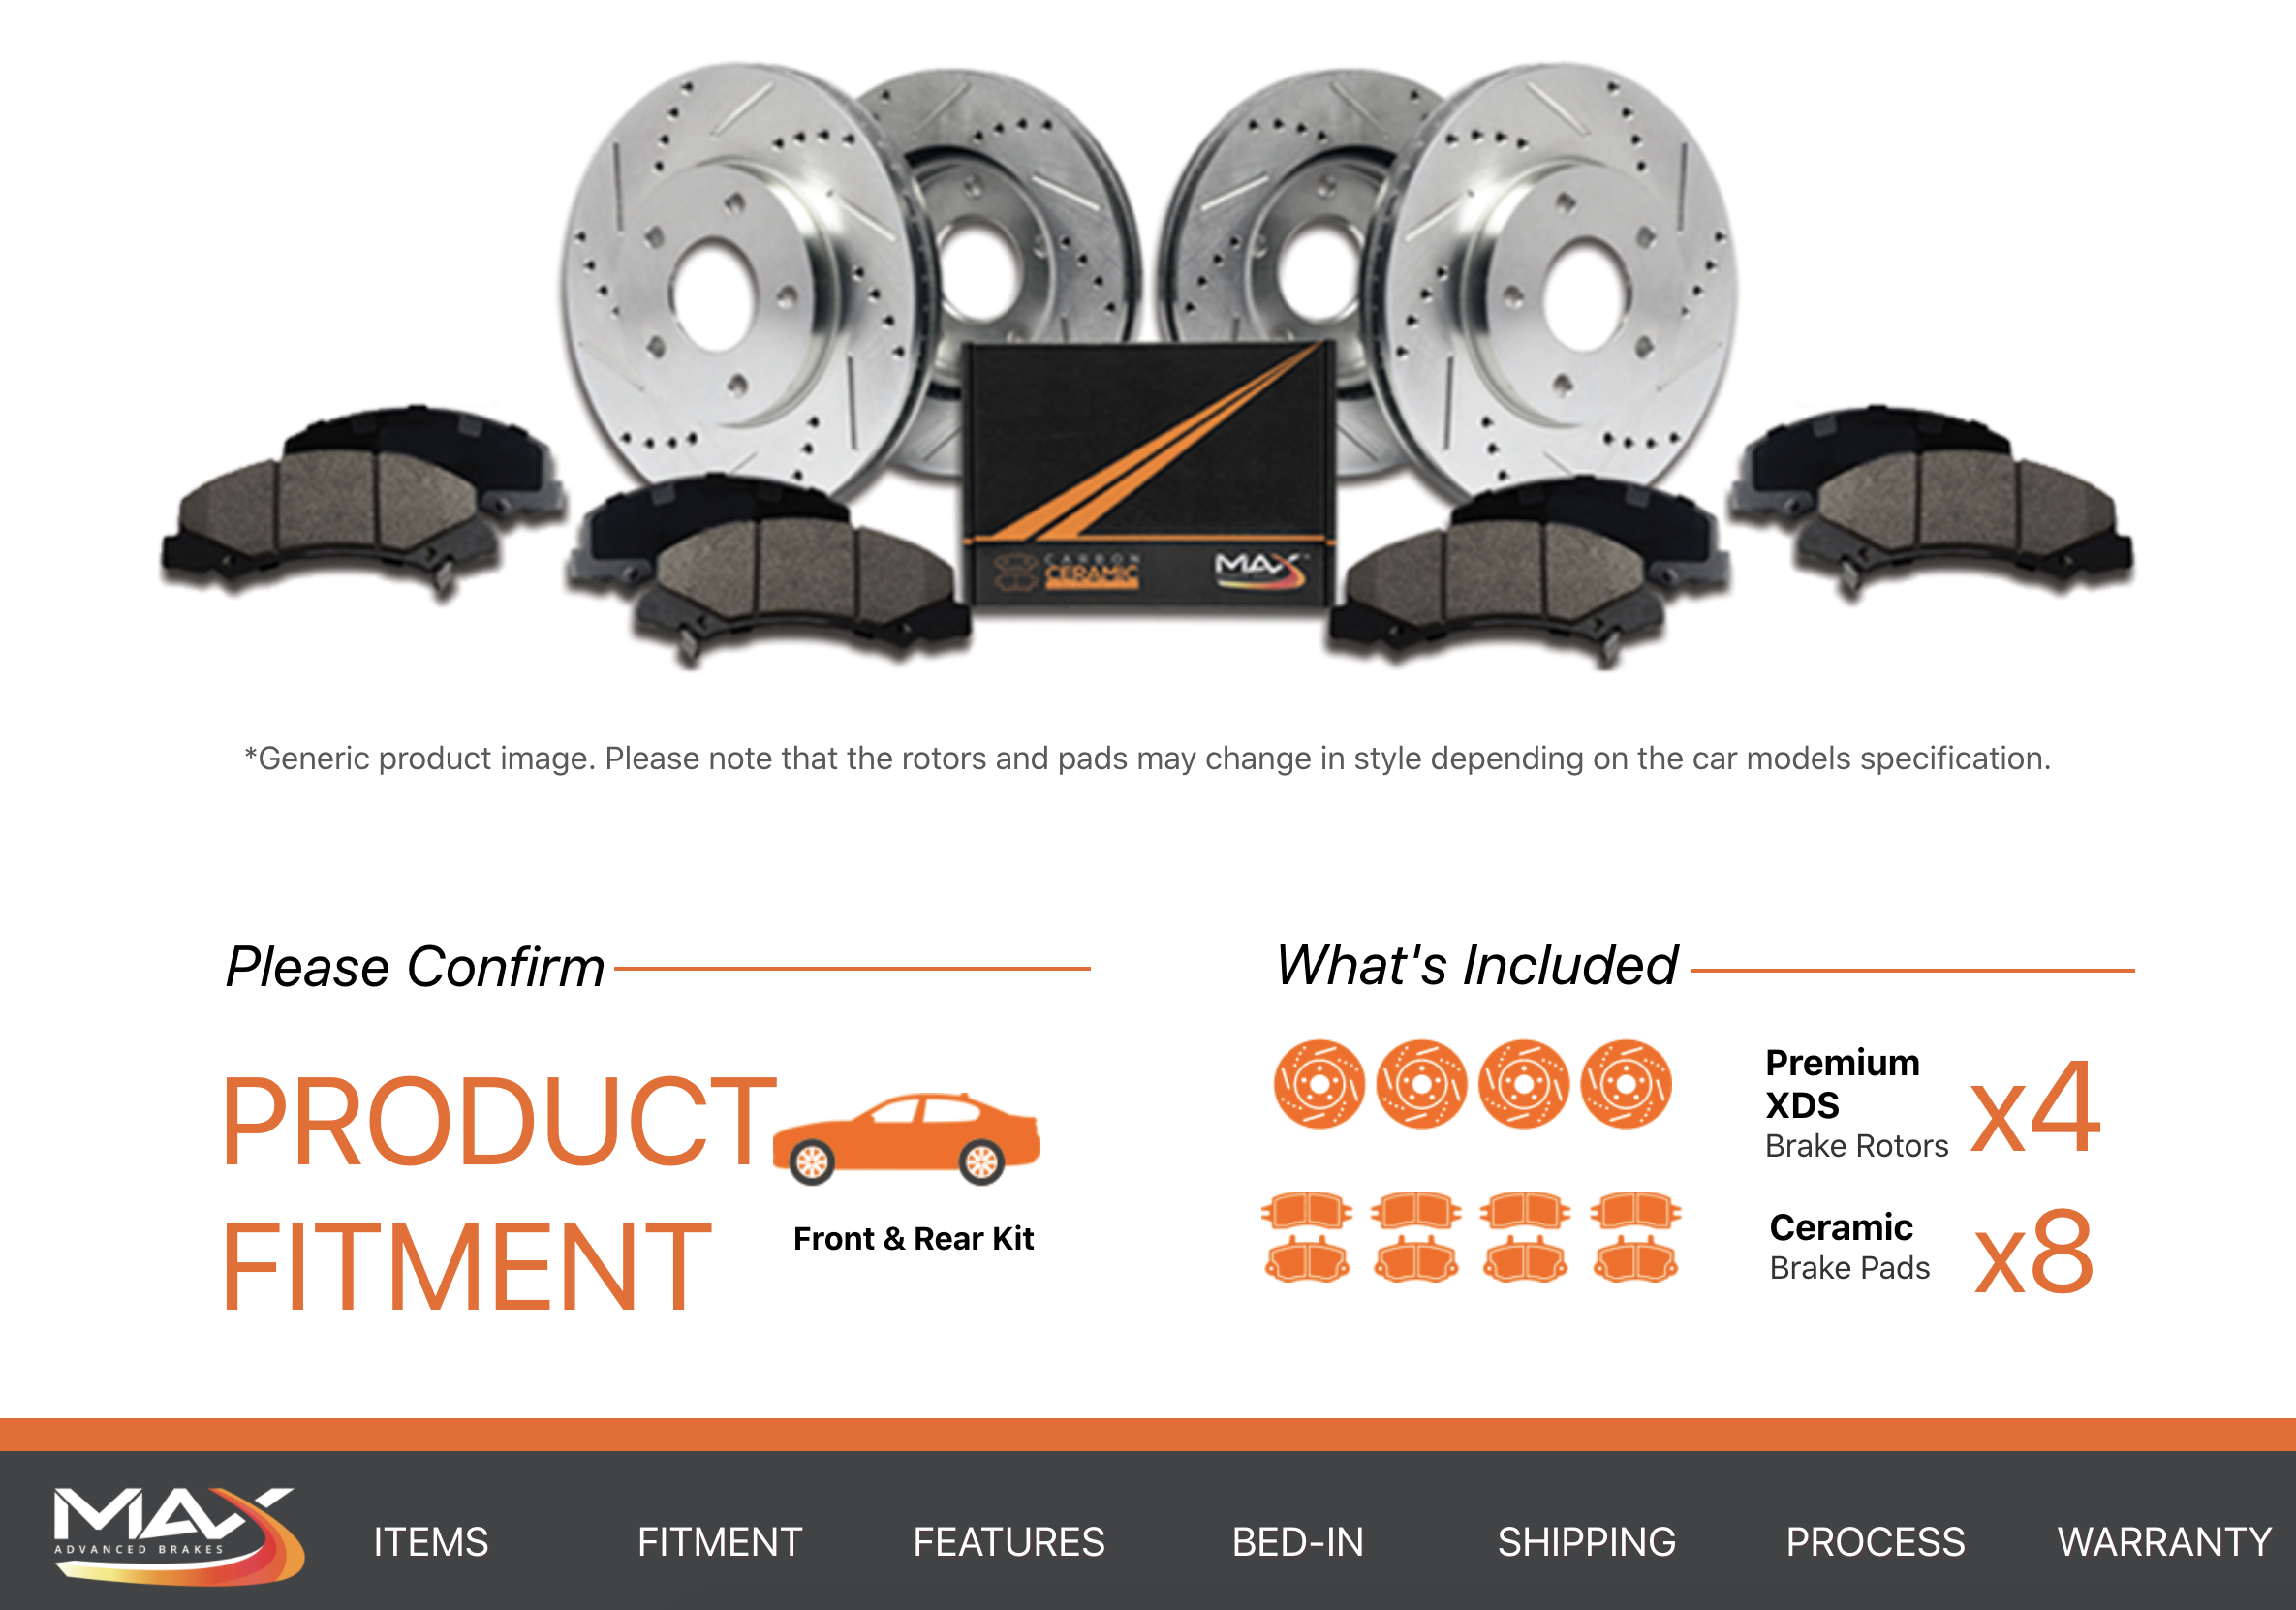 CARBON
CERAMIC
MAX
*Generic product image. Please note that the rotors and pads may change in style depending on the car models specification.
Please Confirm
What's Included
PRODUCT
FITMENT
Front & Rear Kit
Premium
XDS
Brake Rotors
x4
Ceramic
Brake Pads
x8
MAX
ADVANCED BRAKES
ITEMS
FITMENT
FEATURES
BED-IN
SHIPPING
PROCESS
WARRANTY